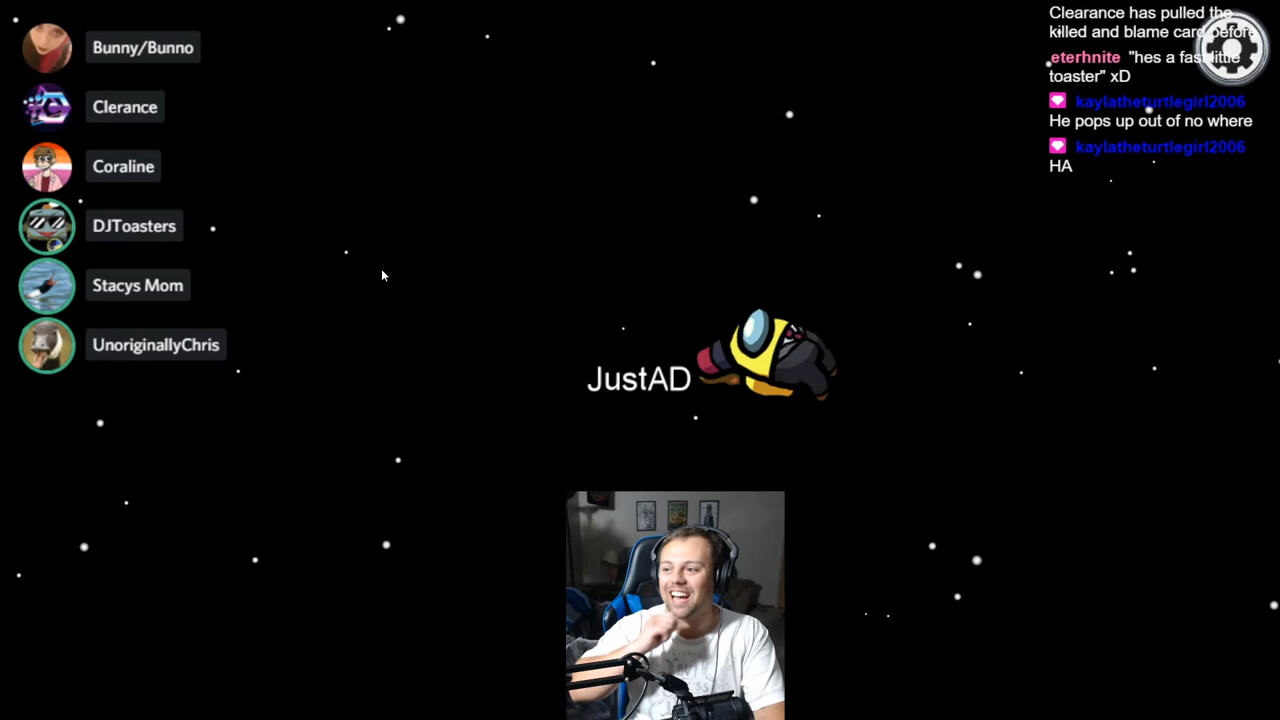 Bunny/Bunno
Clerance
Coraline
DJToasters
Stacys Mom
UnoriginallyChris
JustAD
Clearance has pulled the
killed and blame card before
eterhnite "hes a fast little
toaster" xD
kaylatheturtlegirl2006
He pops up out of no where
kaylatheturtlegirl2006
HA